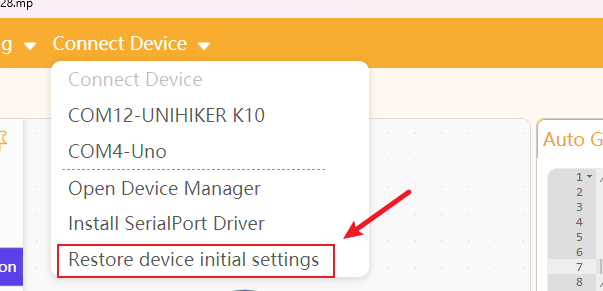 28.mp
g Connect Device
Connect Device
COM12-UNIHIKER K10
COM4-Uno
Open Device Manager
Install SerialPort Driver
Restore device initial settings
Auto G
1
2
3
4
5
6
7
8
on